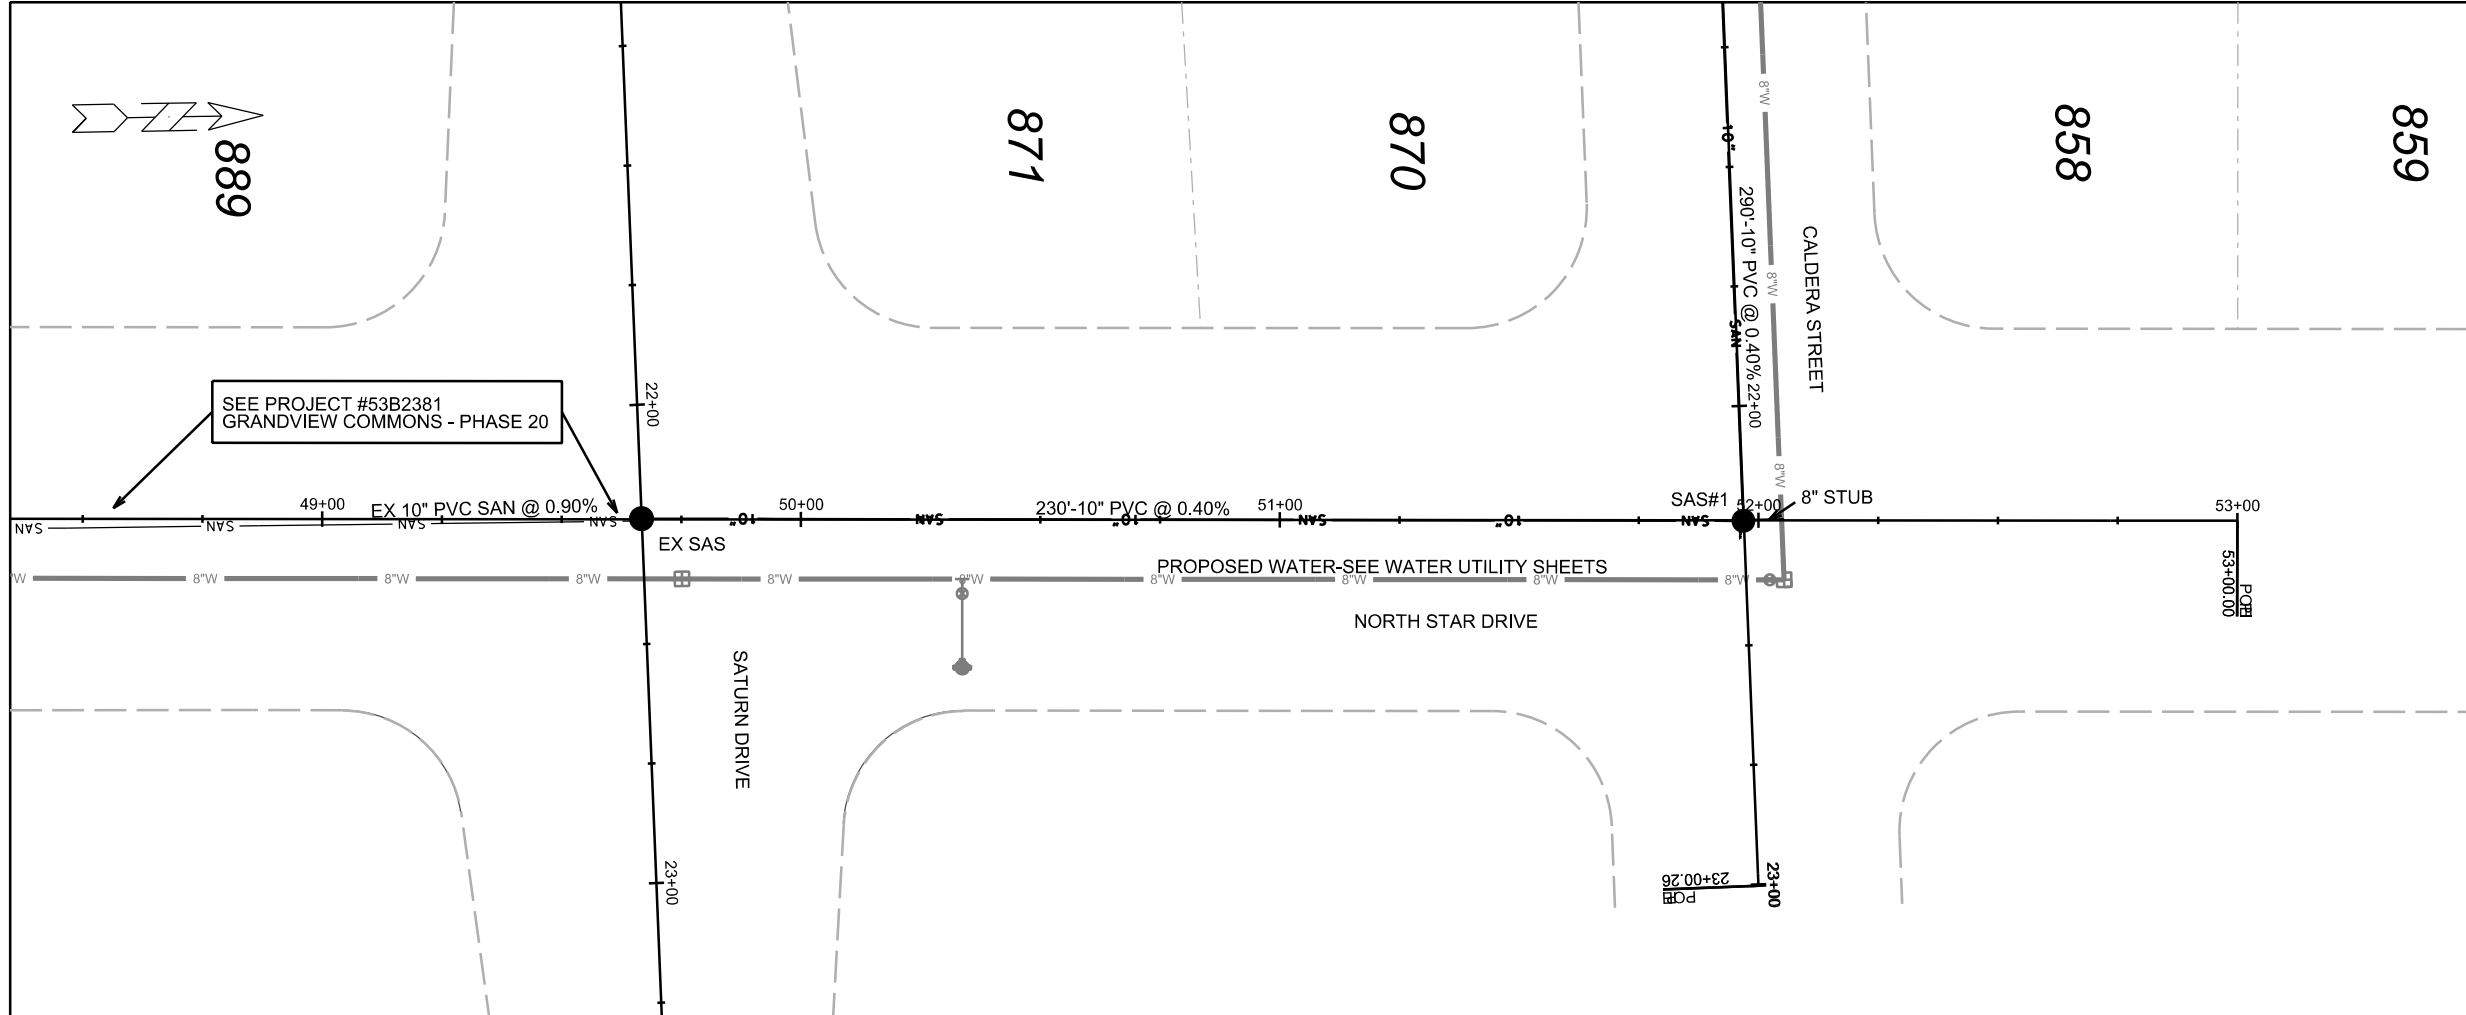 N
889
871
870
858
859
10"
290'-10" PVC @ 0.40%
SAN
8"W
8"W
8"W
CALDERA STREET
22+00
22+00
SEE PROJECT #53B2381
GRANDVIEW COMMONS - PHASE 20
49+00
EX 10" PVC SAN @ 0.90%
50+00
230'-10" PVC @ 0.40%
51+00
SAS#1
52+00
8" STUB
53+00
SAN
SAN
SAN
SAN
10"
SAN
10"
SAN
10"
SAN
EX SAS
53+00.00
PROPOSED WATER-SEE WATER UTILITY SHEETS
W
8"W
8"W
8"W
8"W
8"W
8"W
8"W
8"W
8"W
NORTH STAR DRIVE
SATURN DRIVE
23+00
23+00.26
23+00